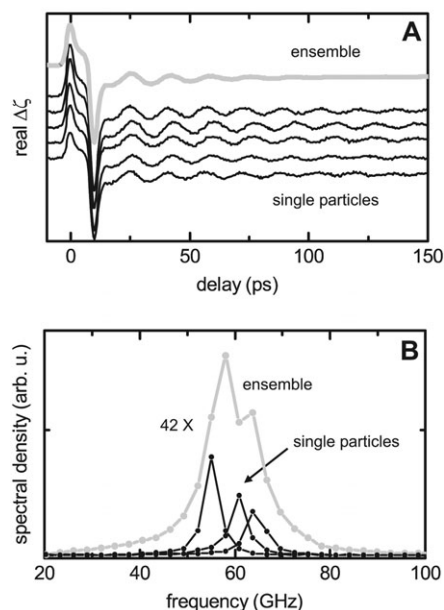 A
real Δζ
ensemble
single particles
0 50 100 150
delay (ps)
B
spectral density (arb. u.)
ensemble
42 X
single particles
20 40 60 80 100
frequency (GHz)